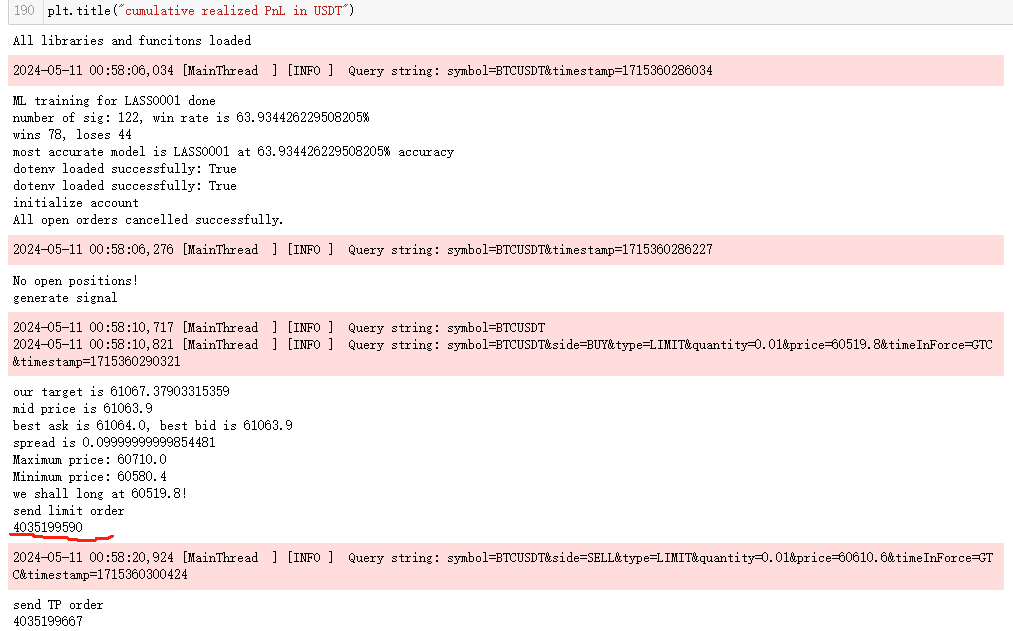 190 plt.title("cumulative realized PnL in USDT")
All libraries and funcitons loaded
2024-05-11 00:58:06,034 [MainThread  ] [INFO ]  Query string: symbol=BTCUSDT&timestamp=1715360286034
ML training for LASSO001 done
number of sig: 122, win rate is 63.934426229508205%
wins 78, loses 44
most accurate model is LASSO001 at 63.934426229508205% accuracy
dotenv loaded successfully: True
dotenv loaded successfully: True
initialize account
All open orders cancelled successfully.
2024-05-11 00:58:06,276 [MainThread  ] [INFO ]  Query string: symbol=BTCUSDT&timestamp=1715360286227
No open positions!
generate signal
2024-05-11 00:58:10,717 [MainThread  ] [INFO ]  Query string: symbol=BTCUSDT
2024-05-11 00:58:10,821 [MainThread  ] [INFO ]  Query string: symbol=BTCUSDT&side=BUY&type=LIMIT&quantity=0.01&price=60519.8&timeInForce=GTC
&timestamp=1715360290321
our target is 61067.37903315359
mid price is 61063.9
best ask is 61064.0, best bid is 61063.9
spread is 0.09999999999854481
Maximum price: 60710.0
Minimum price: 60580.4
we shall long at 60519.8!
send limit order
4035199590
2024-05-11 00:58:20,924 [MainThread  ] [INFO ]  Query string: symbol=BTCUSDT&side=SELL&type=LIMIT&quantity=0.01&price=60610.6&timeInForce=GT
C&timestamp=1715360300424
send TP order
4035199667